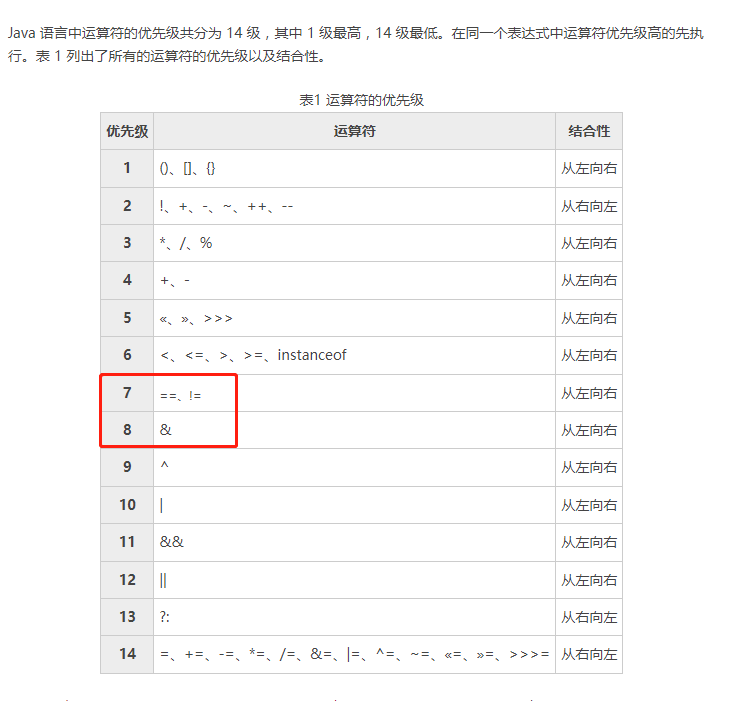 Java 语言中运算符的优先级共分为 14 级，其中 1 级最高，14 级最低。在同一个表达式中运算符优先级高的先执
行。表 1 列出了所有的运算符的优先级以及结合性。
表1 运算符的优先级
优先级 运算符 结合性
1 ()、[]、{} 从左向右
2 !、+、-、~、++、-- 从右向左
3 *、/、% 从左向右
4 +、- 从左向右
5 «、»、>>> 从左向右
6 <、<=、>、>=、instanceof 从左向右
7 ==、!= 从左向右
8 & 从左向右
9 ^ 从左向右
10 | 从左向右
11 && 从左向右
12 || 从左向右
13 ?: 从右向左
14 =、+=、-=、*=、/=、&=、|=、^=、~=、«=、»=、>>>= 从右向左